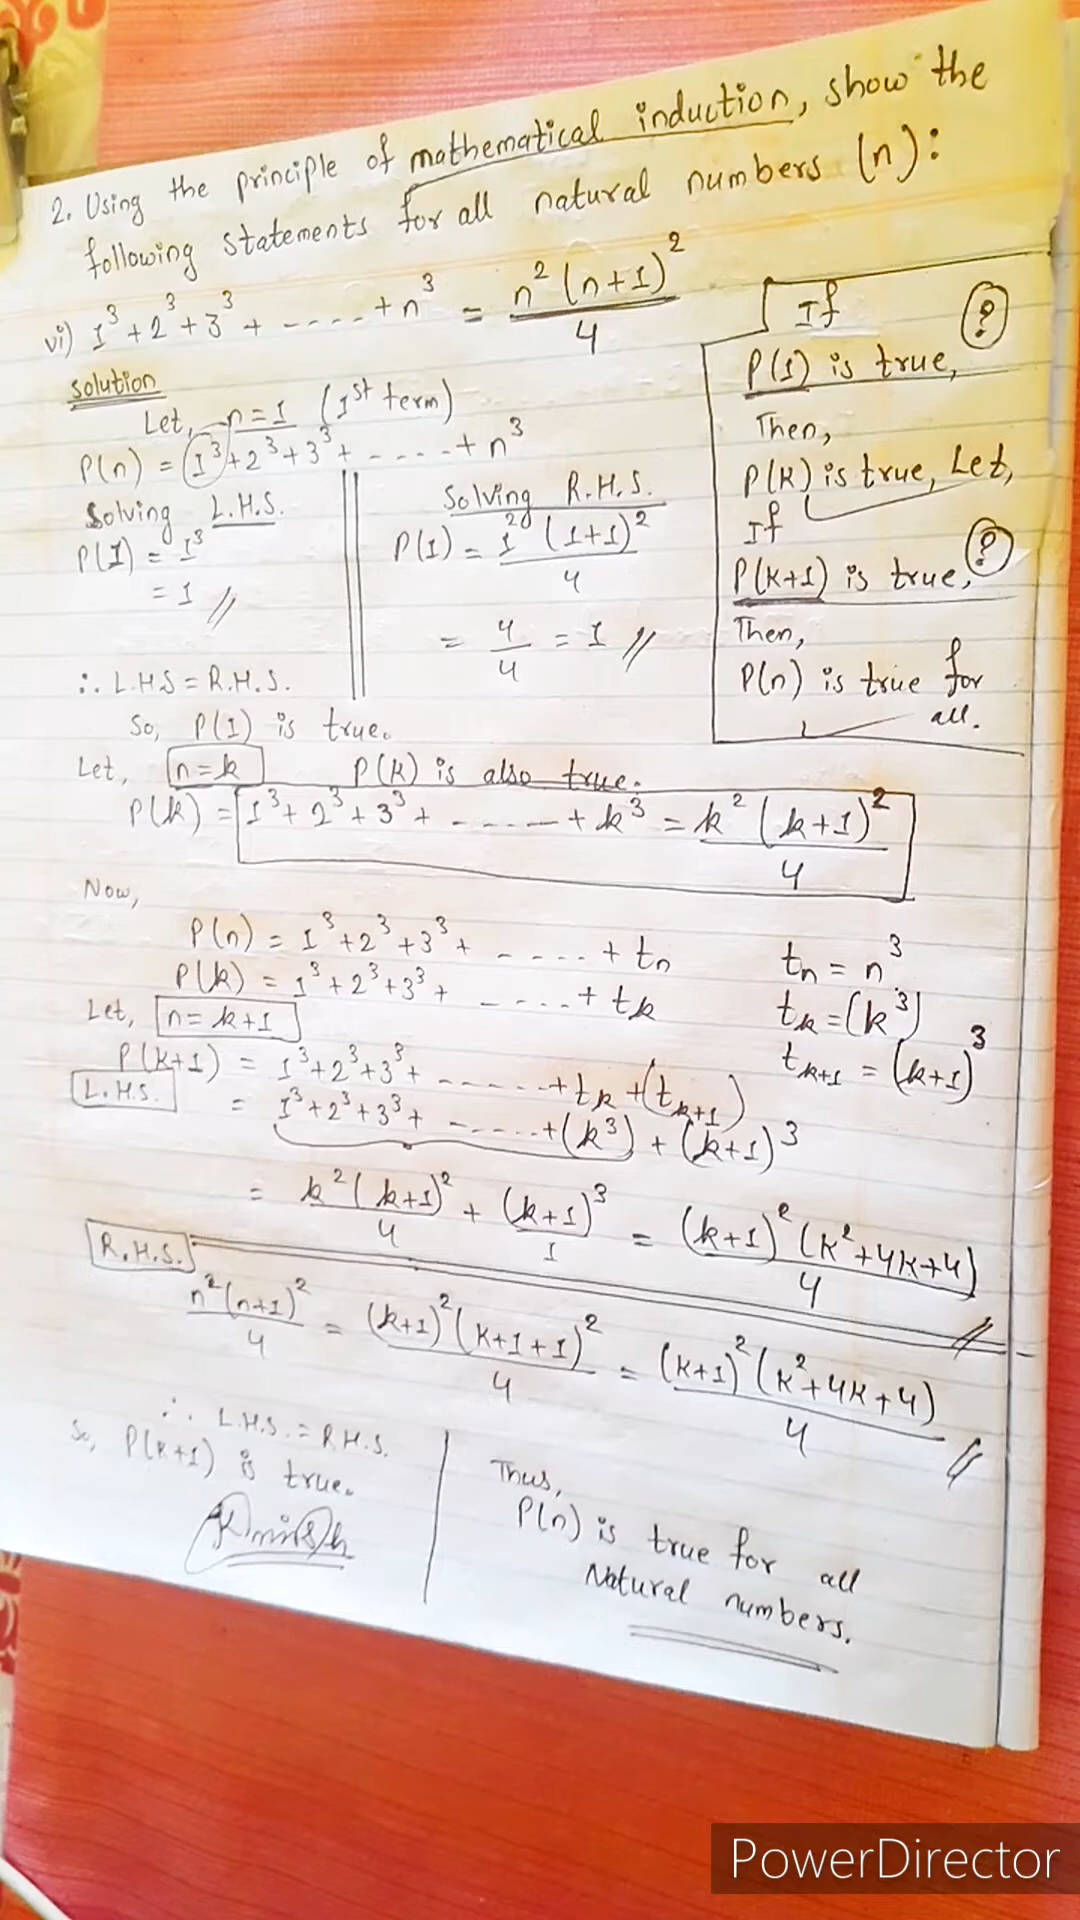 2. Using the principle of mathematical induction, show the
following statements for all natural numbers (n):
vi) 1³ + 2³ + 3³ + ---- + n³ = n²(n+1)²/4
Solution
Let, n = 1 (1st term)
P(n) = 1³ + 2³ + 3³ + ---- + n³
Solving L.H.S.
P(1) = 1³
= 1 //
Solving R.H.S.
P(1) = 1²(1+1)²/4
= 4/4 = 1 //
∴ L.H.S = R.H.S.
So, P(1) is true.
If ?
P(1) is true,
Then,
P(k) is true, Let,
If
P(k+1) is true, ?
Then,
P(n) is true for
all.
Let, n = k P(k) is also true.
P(k) = 1³ + 2³ + 3³ + ----- + k³ = k²(k+1)²/4
Now,
P(n) = 1³ + 2³ + 3³ + ---- + tn
P(k) = 1³ + 2³ + 3³ + ---- + tk
tn = n³
tk = (k³)
tk+1 = (k+1)³
Let, n = k+1
P(k+1) = 1³ + 2³ + 3³ + ------ + tk + (tk+1)
L.H.S.
= 1³ + 2³ + 3³ + ------ + (k³) + (k+1)³
= k²(k+1)²/4 + (k+1)³/1 = (k+1)²(k²+4k+4)/4 //
R.H.S.
n²(n+1)²/4 = (k+1)²(k+1+1)²/4 = (k+1)²(k²+4k+4)/4 //
∴ L.H.S. = R.H.S.
So, P(k+1) is true.
Thus,
P(n) is true for all
Natural numbers.
PowerDirector